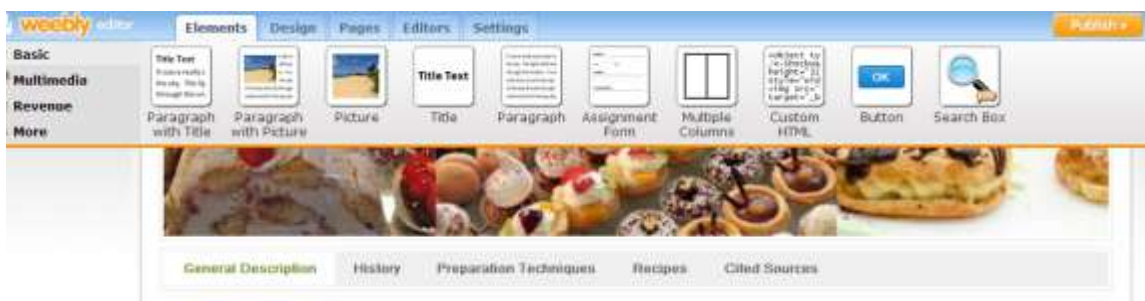 weebly editor Elements Design Pages Editors Settings Publish
Basic
Multimedia
Revenue
More
Title Text
Title Text
OK
Paragraph with Title
Paragraph with Picture
Picture
Title
Paragraph
Assignment Form
Multiple Columns
Custom HTML
Button
Search Box
General Description History Preparation Techniques Recipes Cited Sources